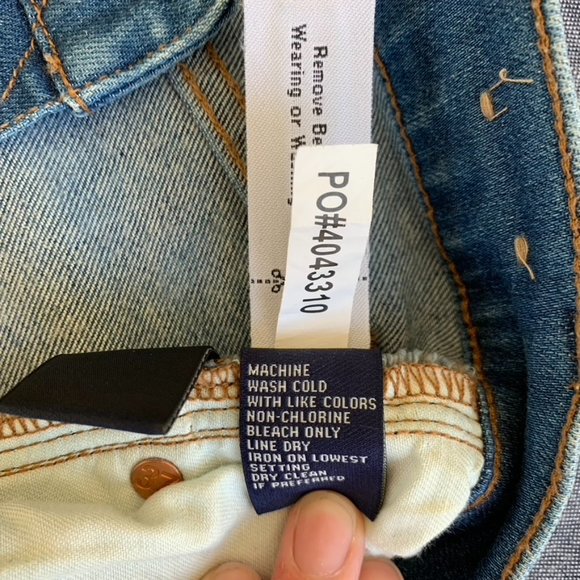 Remove Be
Wearing or W
PO#4043310
MACHINE
WASH COLD
WITH LIKE COLORS
NON-CHLORINE
BLEACH ONLY
LINE DRY
IRON ON LOWEST
SETTING
DRY CLEAN
IF PREFERRED